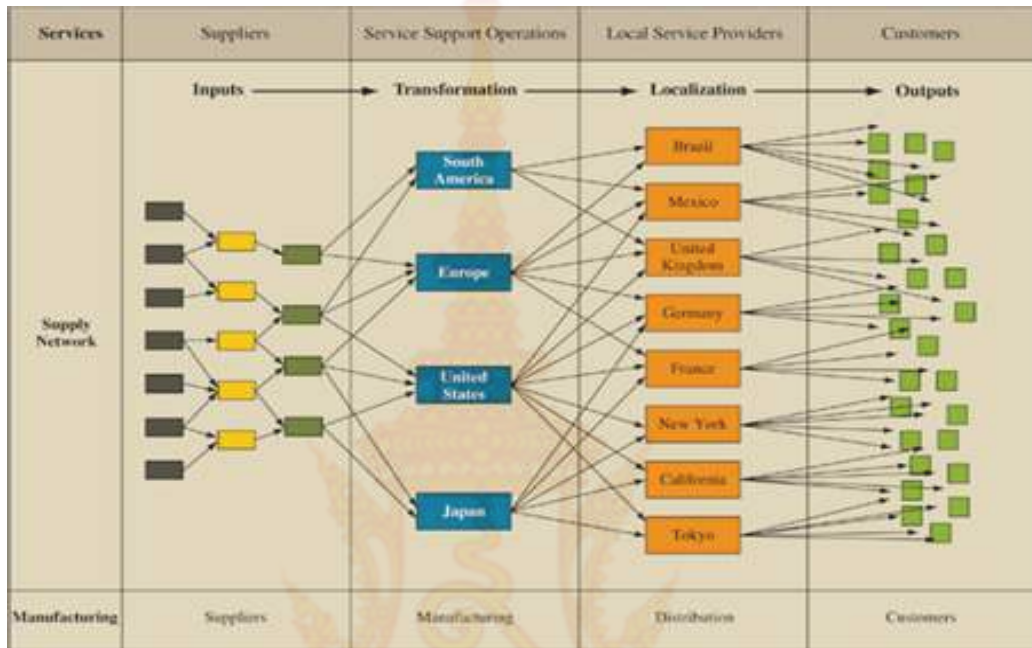 Services
Suppliers
Service Support Operations
Local Service Providers
Customers
Inputs
Transformation
Localization
Outputs
Supply
Network
South
America
Europe
United
States
Japan
Brazil
Mexico
United
Kingdom
Germany
France
New York
California
Tokyo
Manufacturing
Suppliers
Manufacturing
Distribution
Customers